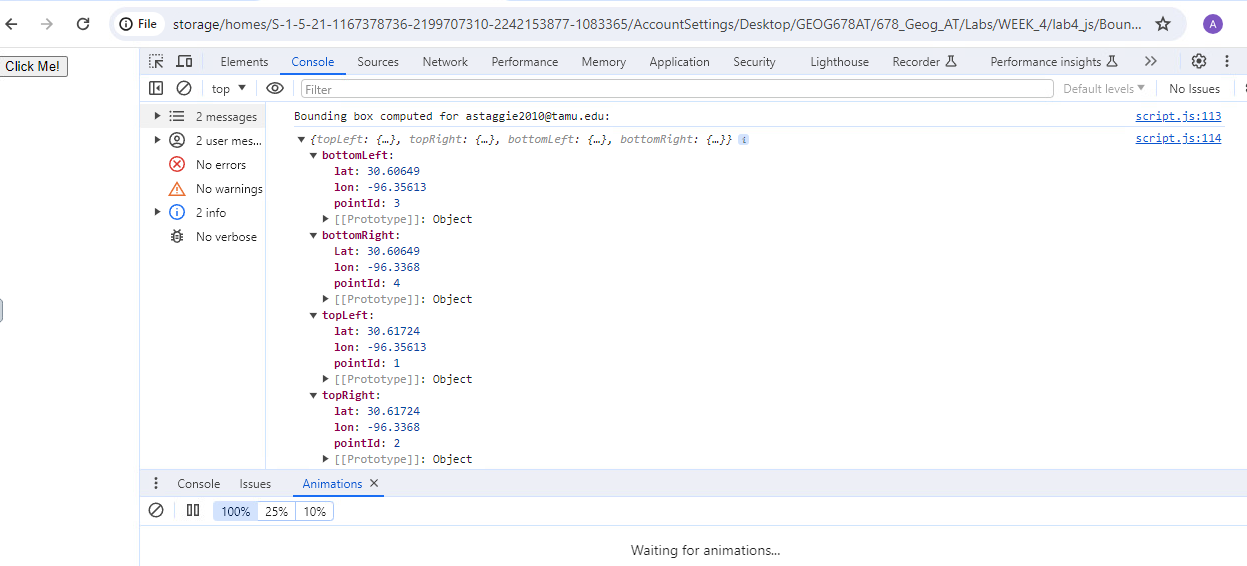 File storage/homes/S-1-5-21-1167378736-2199707310-2242153877-1083365/AccountSettings/Desktop/GEOG678AT/678_Geog_AT/Labs/WEEK_4/lab4_js/Boun... A
Click Me!
Elements Console Sources Network Performance Memory Application Security Lighthouse Recorder Performance insights
top Filter Default levels No Issues
2 messages
2 user mes...
No errors
No warnings
2 info
No verbose
Bounding box computed for astaggie2010@tamu.edu: script.js:113
{topLeft: {…}, topRight: {…}, bottomLeft: {…}, bottomRight: {…}} i script.js:114
bottomLeft:
lat: 30.60649
lon: -96.35613
pointId: 3
[[Prototype]]: Object
bottomRight:
Lat: 30.60649
lon: -96.3368
pointId: 4
[[Prototype]]: Object
topLeft:
lat: 30.61724
lon: -96.35613
pointId: 1
[[Prototype]]: Object
topRight:
lat: 30.61724
lon: -96.3368
pointId: 2
[[Prototype]]: Object
Console Issues Animations
100% 25% 10%
Waiting for animations...